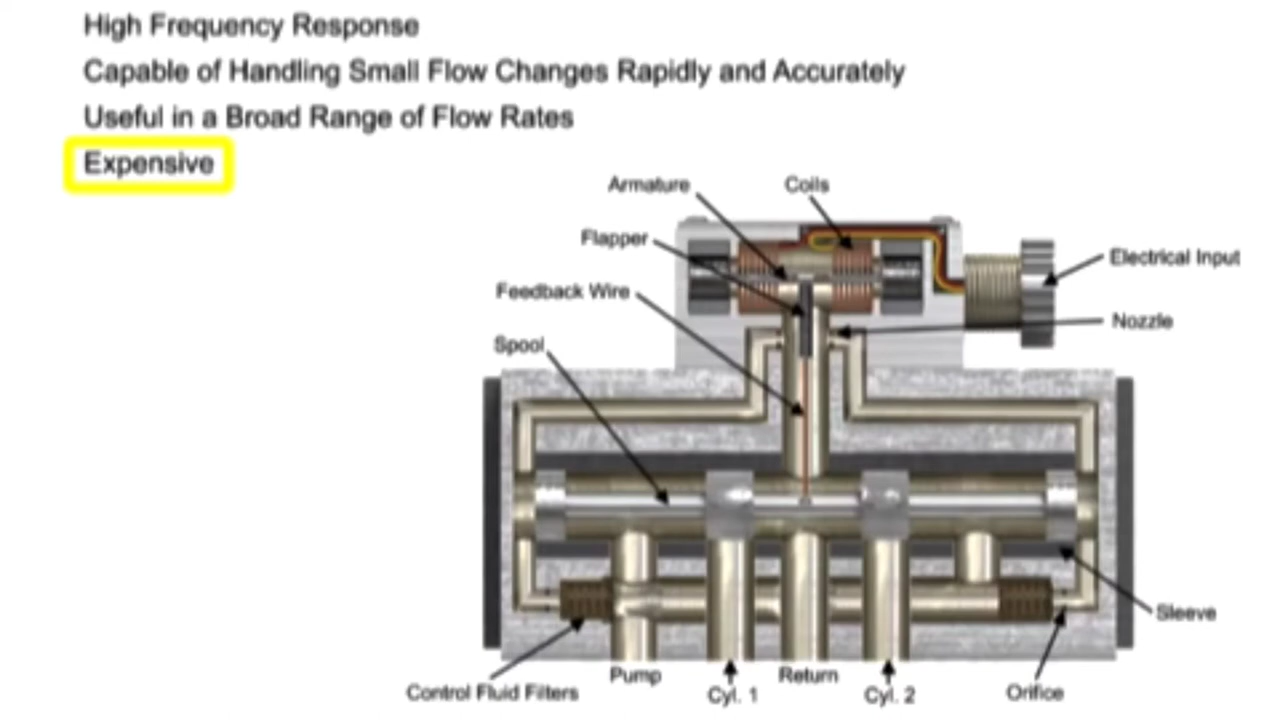 High Frequency Response
Capable of Handling Small Flow Changes Rapidly and Accurately
Useful in a Broad Range of Flow Rates
Expensive
Armature
Coils
Flapper
Electrical Input
Feedback Wire
Nozzle
Spool
Sleeve
Control Fluid Filters
Pump
Cyl. 1
Return
Cyl. 2
Orifice